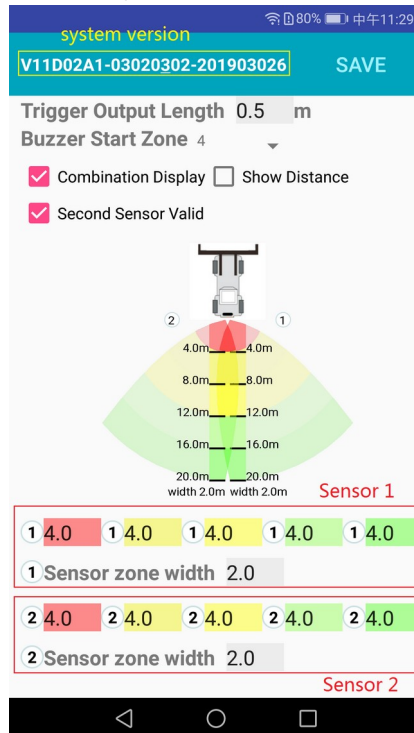 80% 中午11:29
system version
V11D02A1-03020302-201903026 SAVE
Trigger Output Length 0.5 m
Buzzer Start Zone 4
Combination Display Show Distance
Second Sensor Valid
2 1
4.0m 4.0m
8.0m 8.0m
12.0m 12.0m
16.0m 16.0m
20.0m 20.0m
width 2.0m width 2.0m
Sensor 1
1 4.0 1 4.0 1 4.0 1 4.0 1 4.0
1 Sensor zone width 2.0
2 4.0 2 4.0 2 4.0 2 4.0 2 4.0
2 Sensor zone width 2.0
Sensor 2